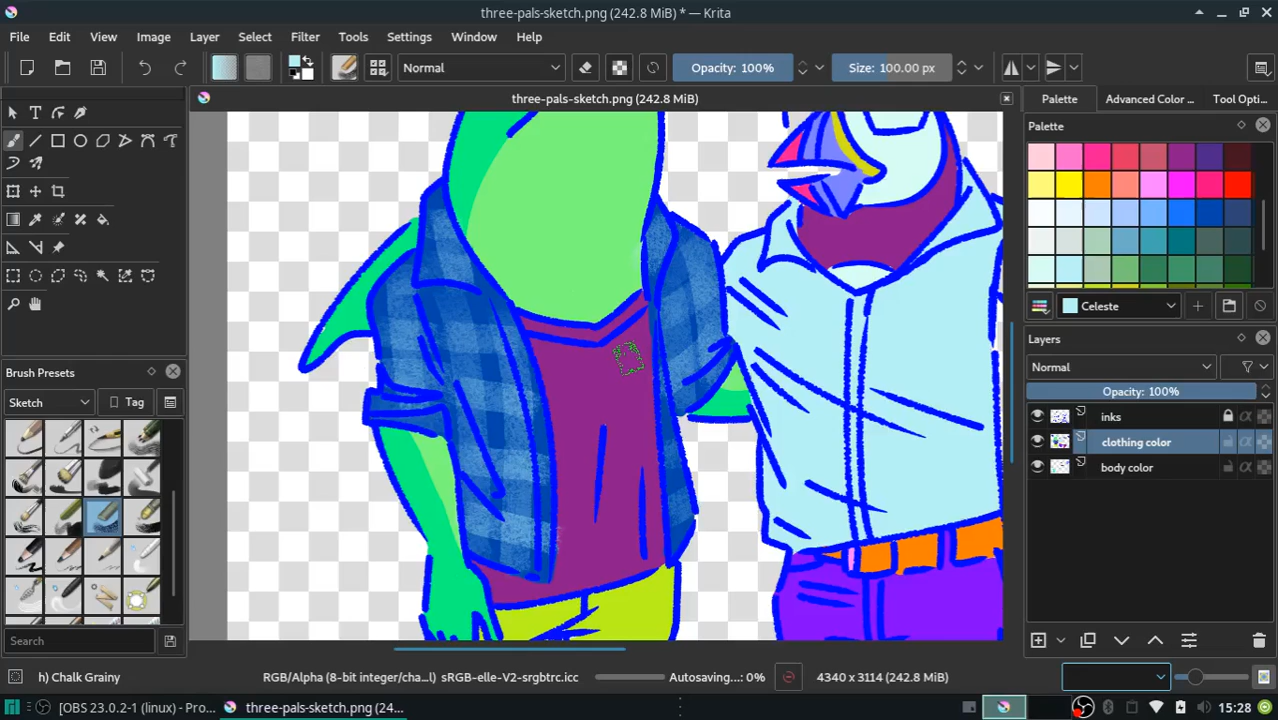 three-pals-sketch.png (242.8 MiB) * — Krita
File Edit View Image Layer Select Filter Tools Settings Window Help
Normal Opacity: 100% Size: 100.00 px
three-pals-sketch.png (242.8 MiB)
Palette Advanced Color ... Tool Opti...
Palette
Celeste
Layers
Normal
Opacity: 100%
inks
clothing color
body color
Brush Presets
Sketch Tag
Search
h) Chalk Grainy RGB/Alpha (8-bit integer/cha...l) sRGB-elle-V2-srgbtrc.icc Autosaving...: 0% 4340 x 3114 (242.8 MiB)
[OBS 23.0.2-1 (linux) - Pro... three-pals-sketch.png (24... 15:28